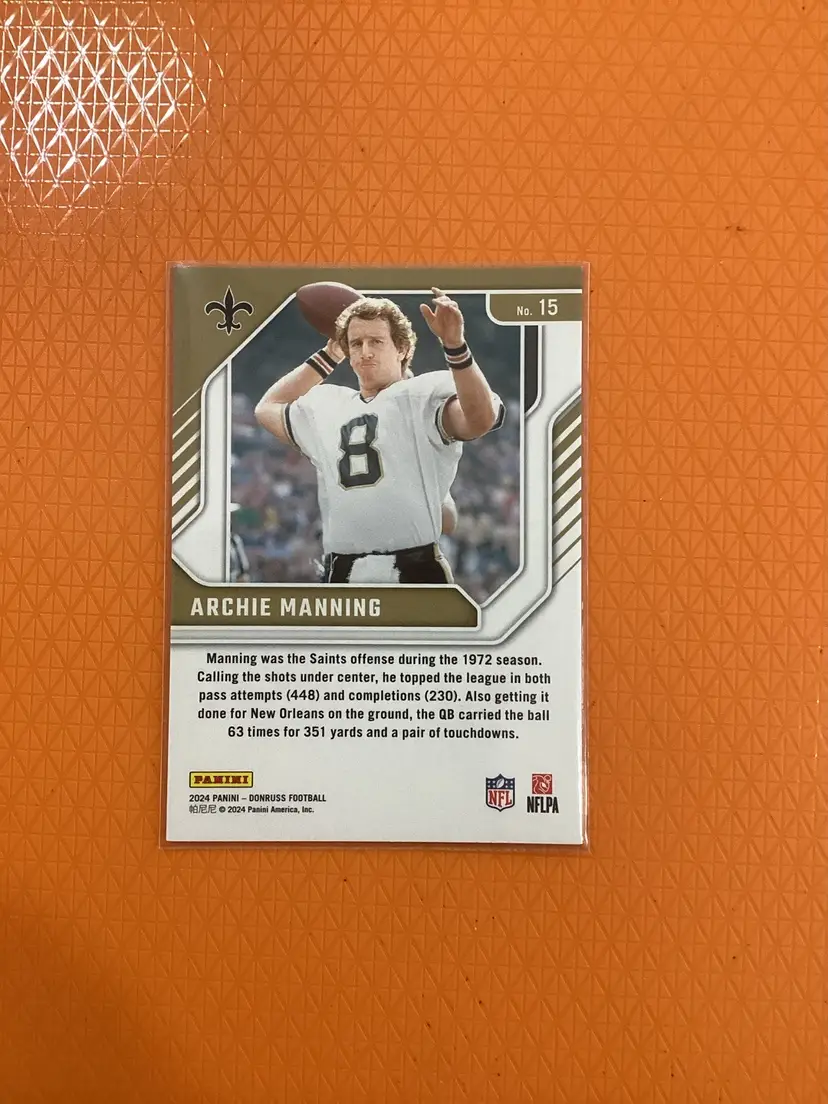 No. 15
8
ARCHIE MANNING
Manning was the Saints offense during the 1972 season.
Calling the shots under center, he topped the league in both
pass attempts (448) and completions (230). Also getting it
done for New Orleans on the ground, the QB carried the ball
63 times for 351 yards and a pair of touchdowns.
PANINI
2024 PANINI – DONRUSS FOOTBALL
帕尼尼 © 2024 Panini America, Inc.
NFL
NFLPA